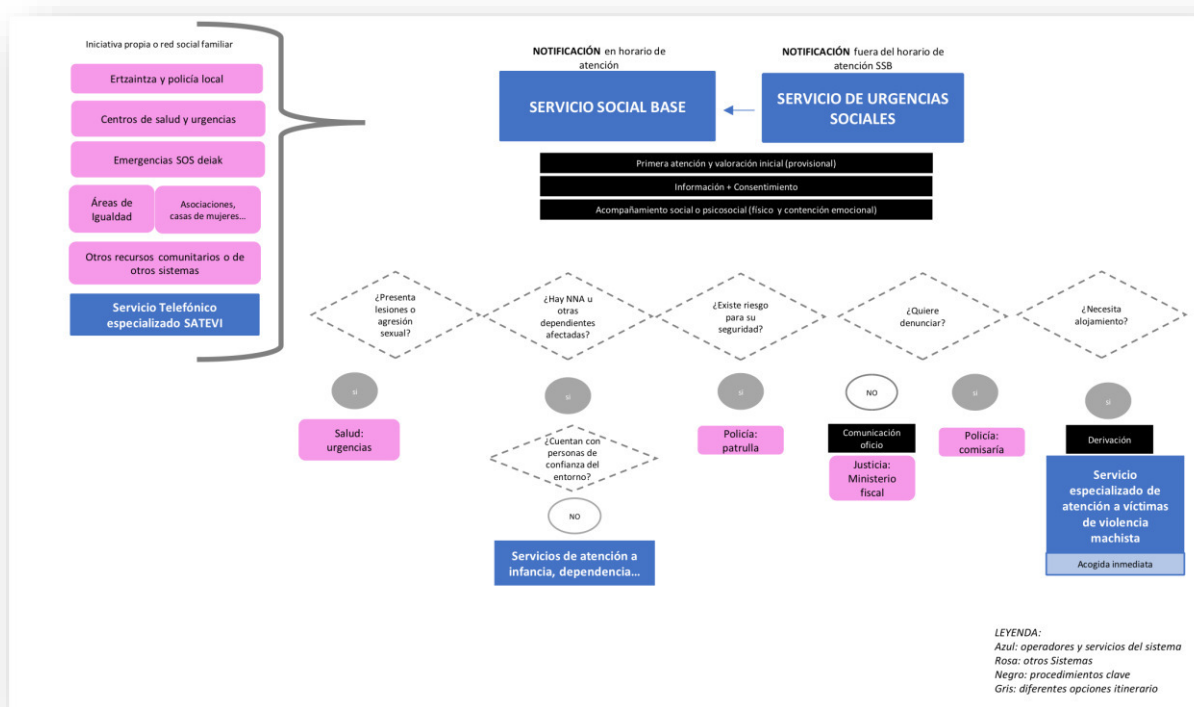 Iniciativa propia o red social familiar
Ertzaintza y policía local
Centros de salud y urgencias
Emergencias SOS deiak
Áreas de
Igualdad
Asociaciones,
casas de mujeres…
Otros recursos comunitarios o de
otros sistemas
Servicio Telefónico
especializado SATEVI
NOTIFICACIÓN en horario de
atención
SERVICIO SOCIAL BASE
NOTIFICACIÓN fuera del horario de
atención SSB
SERVICIO DE URGENCIAS
SOCIALES
Primera atención y valoración inicial (provisional)
Información + Consentimiento
Acompañamiento social o psicosocial (físico y contención emocional)
¿Presenta
lesiones o
agresión
sexual?
¿Hay NNA u
otras
dependientes
afectadas?
¿Existe riesgo
para su
seguridad?
¿Quiere
denunciar?
¿Necesita
alojamiento?
si
si
si
NO
si
si
Salud:
urgencias
¿Cuentan con
personas de
confianza del
entorno?
NO
Servicios de atención a
infancia, dependencia…
Policía:
patrulla
Comunicación
oficio
Justicia:
Ministerio
fiscal
Policía:
comisaría
Derivación
Servicio
especializado de
atención a víctimas
de violencia
machista
Acogida inmediata
LEYENDA:
Azul: operadores y servicios del sistema
Rosa: otros Sistemas
Negro: procedimientos clave
Gris: diferentes opciones itinerario